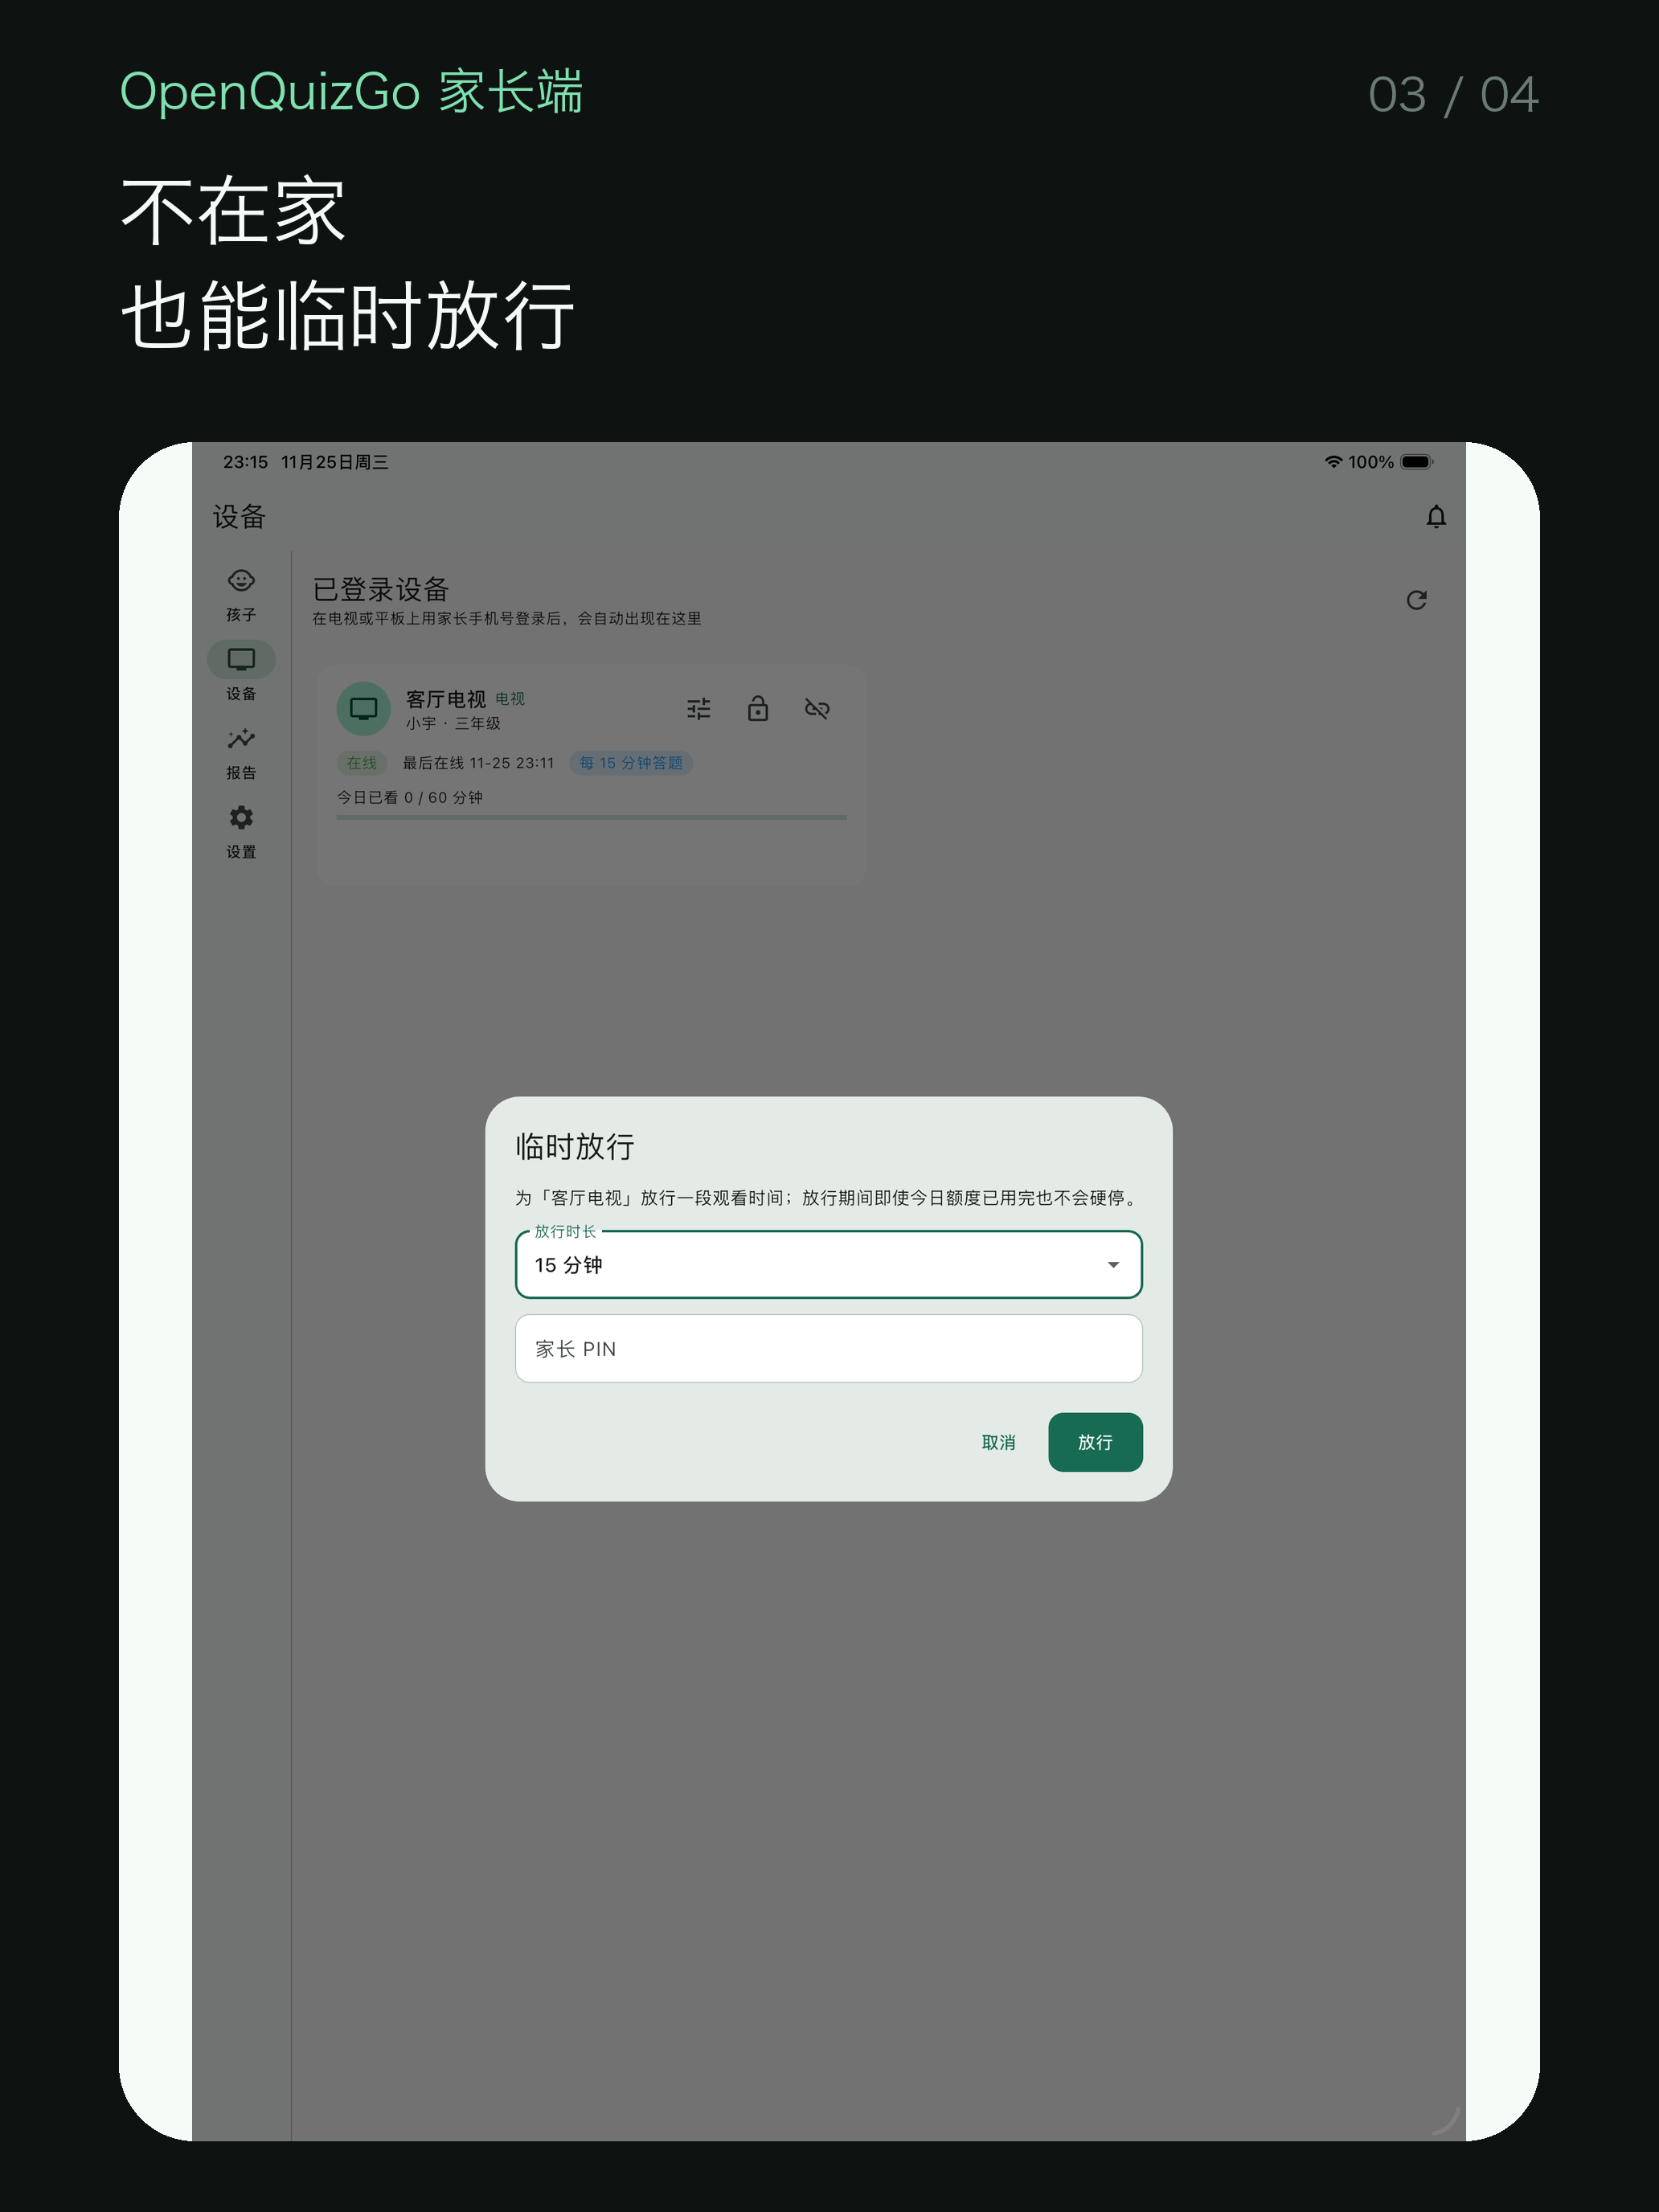 OpenQuizGo 家长端
03 / 04
不在家
也能临时放行
23:15 11月25日周三
100%
设备
孩子
设备
报告
设置
已登录设备
在电视或平板上用家长手机号登录后，会自动出现在这里
客厅电视 电视
小宇 · 三年级
在线 最后在线 11-25 23:11 每 15 分钟答题
今日已看 0 / 60 分钟
临时放行
为「客厅电视」放行一段观看时间；放行期间即使今日额度已用完也不会硬停。
放行时长
15 分钟
家长 PIN
取消 放行